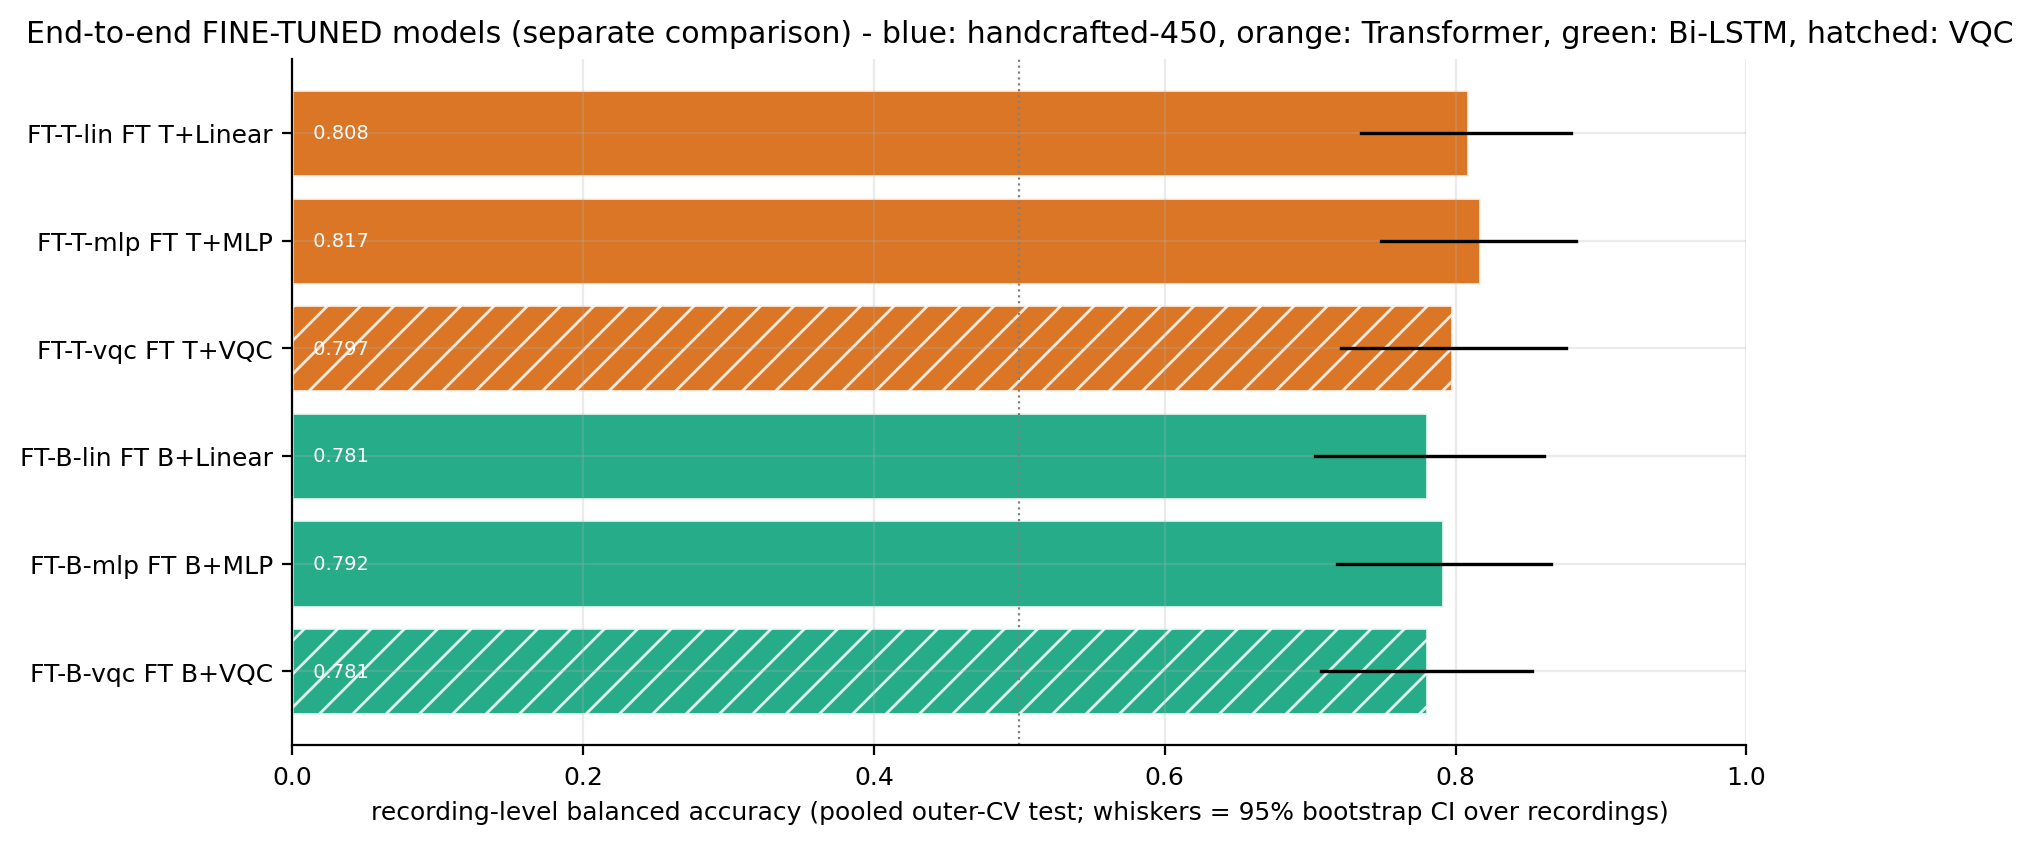 End-to-end FINE-TUNED models (separate comparison) - blue: handcrafted-450, orange: Transformer, green: Bi-LSTM, hatched: VQC
FT-T-lin FT T+Linear
0.808
FT-T-mlp FT T+MLP
0.817
FT-T-vqc FT T+VQC
0.797
FT-B-lin FT B+Linear
0.781
FT-B-mlp FT B+MLP
0.792
FT-B-vqc FT B+VQC
0.781
0.0 0.2 0.4 0.6 0.8 1.0
recording-level balanced accuracy (pooled outer-CV test; whiskers = 95% bootstrap CI over recordings)